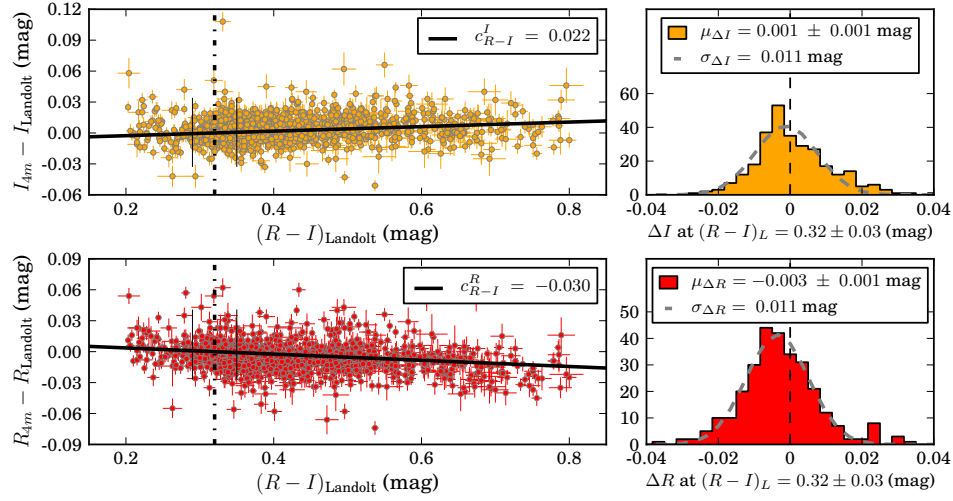 0.12
0.09
0.06
0.03
0.00
-0.03
-0.06
I_{4m} − I_{Landolt} (mag)
c^{I}_{R−I} = 0.022
0.2 0.4 0.6 0.8
(R − I)_{Landolt} (mag)
μ_{ΔI} = 0.001 ± 0.001 mag
σ_{ΔI} = 0.011 mag
60
40
20
0
-0.04 -0.02 0 0.02 0.04
ΔI at (R − I)_L = 0.32 ± 0.03 (mag)
0.09
0.06
0.03
0.00
-0.03
-0.06
-0.09
R_{4m} − R_{Landolt} (mag)
c^{R}_{R−I} = −0.030
0.2 0.4 0.6 0.8
(R − I)_{Landolt} (mag)
μ_{ΔR} = −0.003 ± 0.001 mag
σ_{ΔR} = 0.011 mag
50
40
30
20
10
0
-0.04 -0.02 0 0.02 0.04
ΔR at (R − I)_L = 0.32 ± 0.03 (mag)